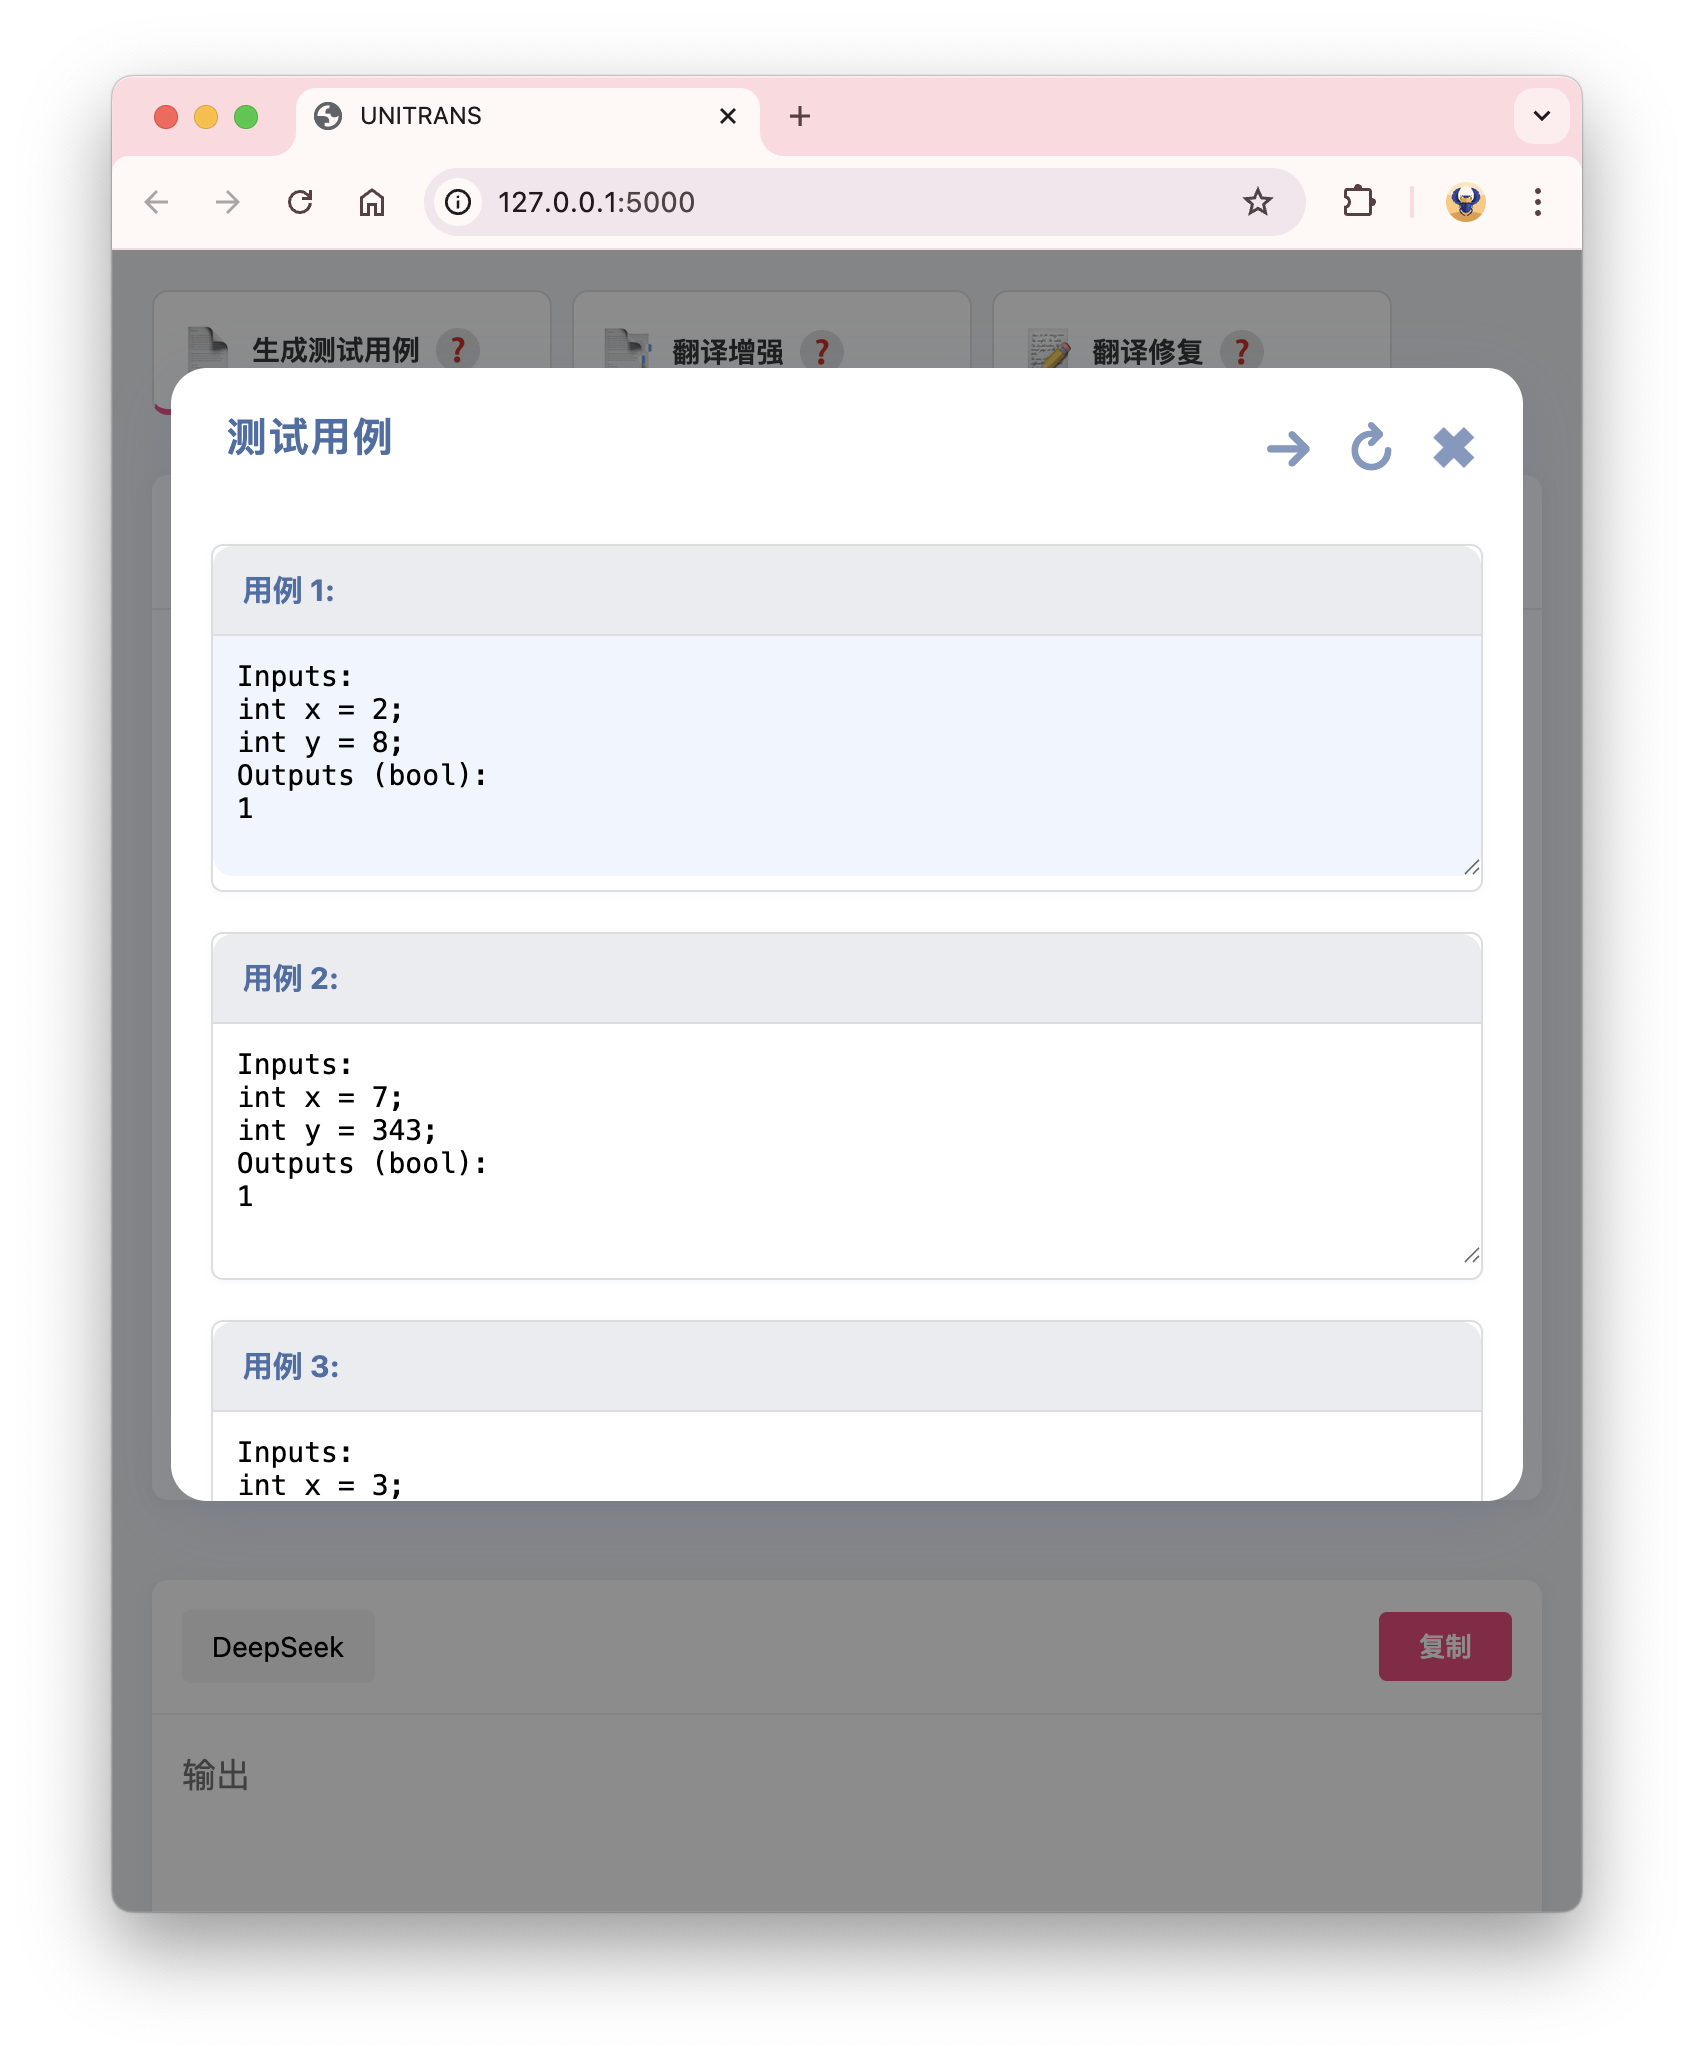 UNITRANS
127.0.0.1:5000
生成测试用例 ?
翻译增强 ?
翻译修复 ?
测试用例
用例 1:
Inputs:
int x = 2;
int y = 8;
Outputs (bool):
1
用例 2:
Inputs:
int x = 7;
int y = 343;
Outputs (bool):
1
用例 3:
Inputs:
int x = 3;
DeepSeek
复制
输出